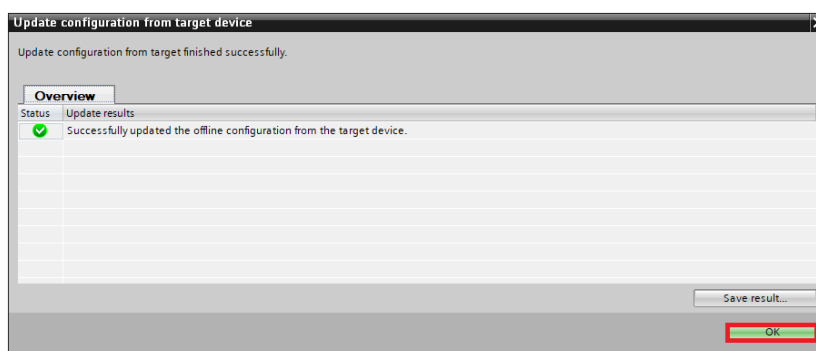 Update configuration from target device
Update configuration from target finished successfully.
Overview
Status Update results
Successfully updated the offline configuration from the target device.
Save result...
OK